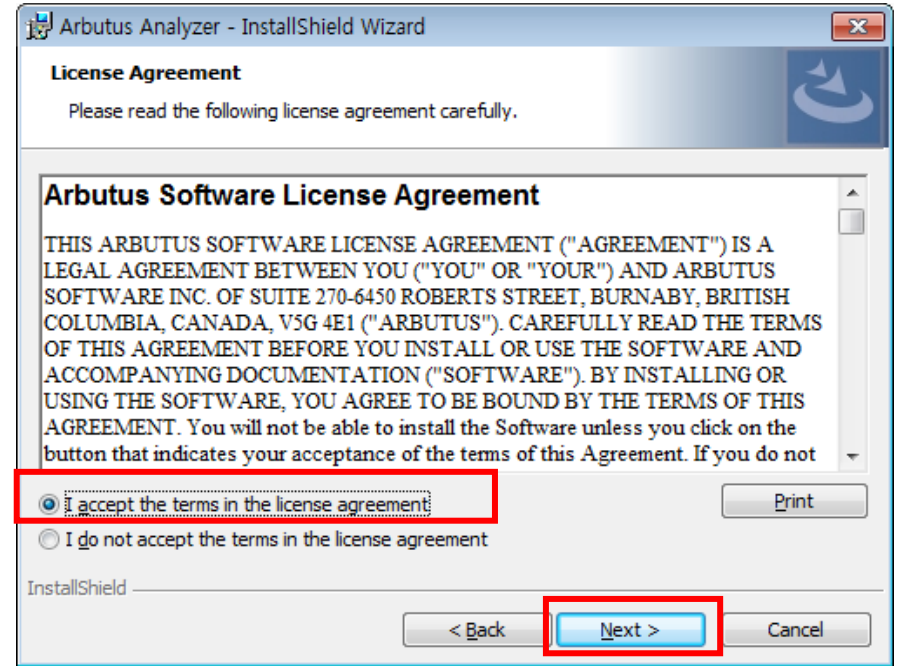 Arbutus Analyzer - InstallShield Wizard
License Agreement
Please read the following license agreement carefully.
Arbutus Software License Agreement
THIS ARBUTUS SOFTWARE LICENSE AGREEMENT ("AGREEMENT") IS A
LEGAL AGREEMENT BETWEEN YOU ("YOU" OR "YOUR") AND ARBUTUS
SOFTWARE INC. OF SUITE 270-6450 ROBERTS STREET, BURNABY, BRITISH
COLUMBIA, CANADA, V5G 4E1 ("ARBUTUS"). CAREFULLY READ THE TERMS
OF THIS AGREEMENT BEFORE YOU INSTALL OR USE THE SOFTWARE AND
ACCOMPANYING DOCUMENTATION ("SOFTWARE"). BY INSTALLING OR
USING THE SOFTWARE, YOU AGREE TO BE BOUND BY THE TERMS OF THIS
AGREEMENT. You will not be able to install the Software unless you click on the
button that indicates your acceptance of the terms of this Agreement. If you do not
I accept the terms in the license agreement
Print
I do not accept the terms in the license agreement
InstallShield
< Back
Next >
Cancel